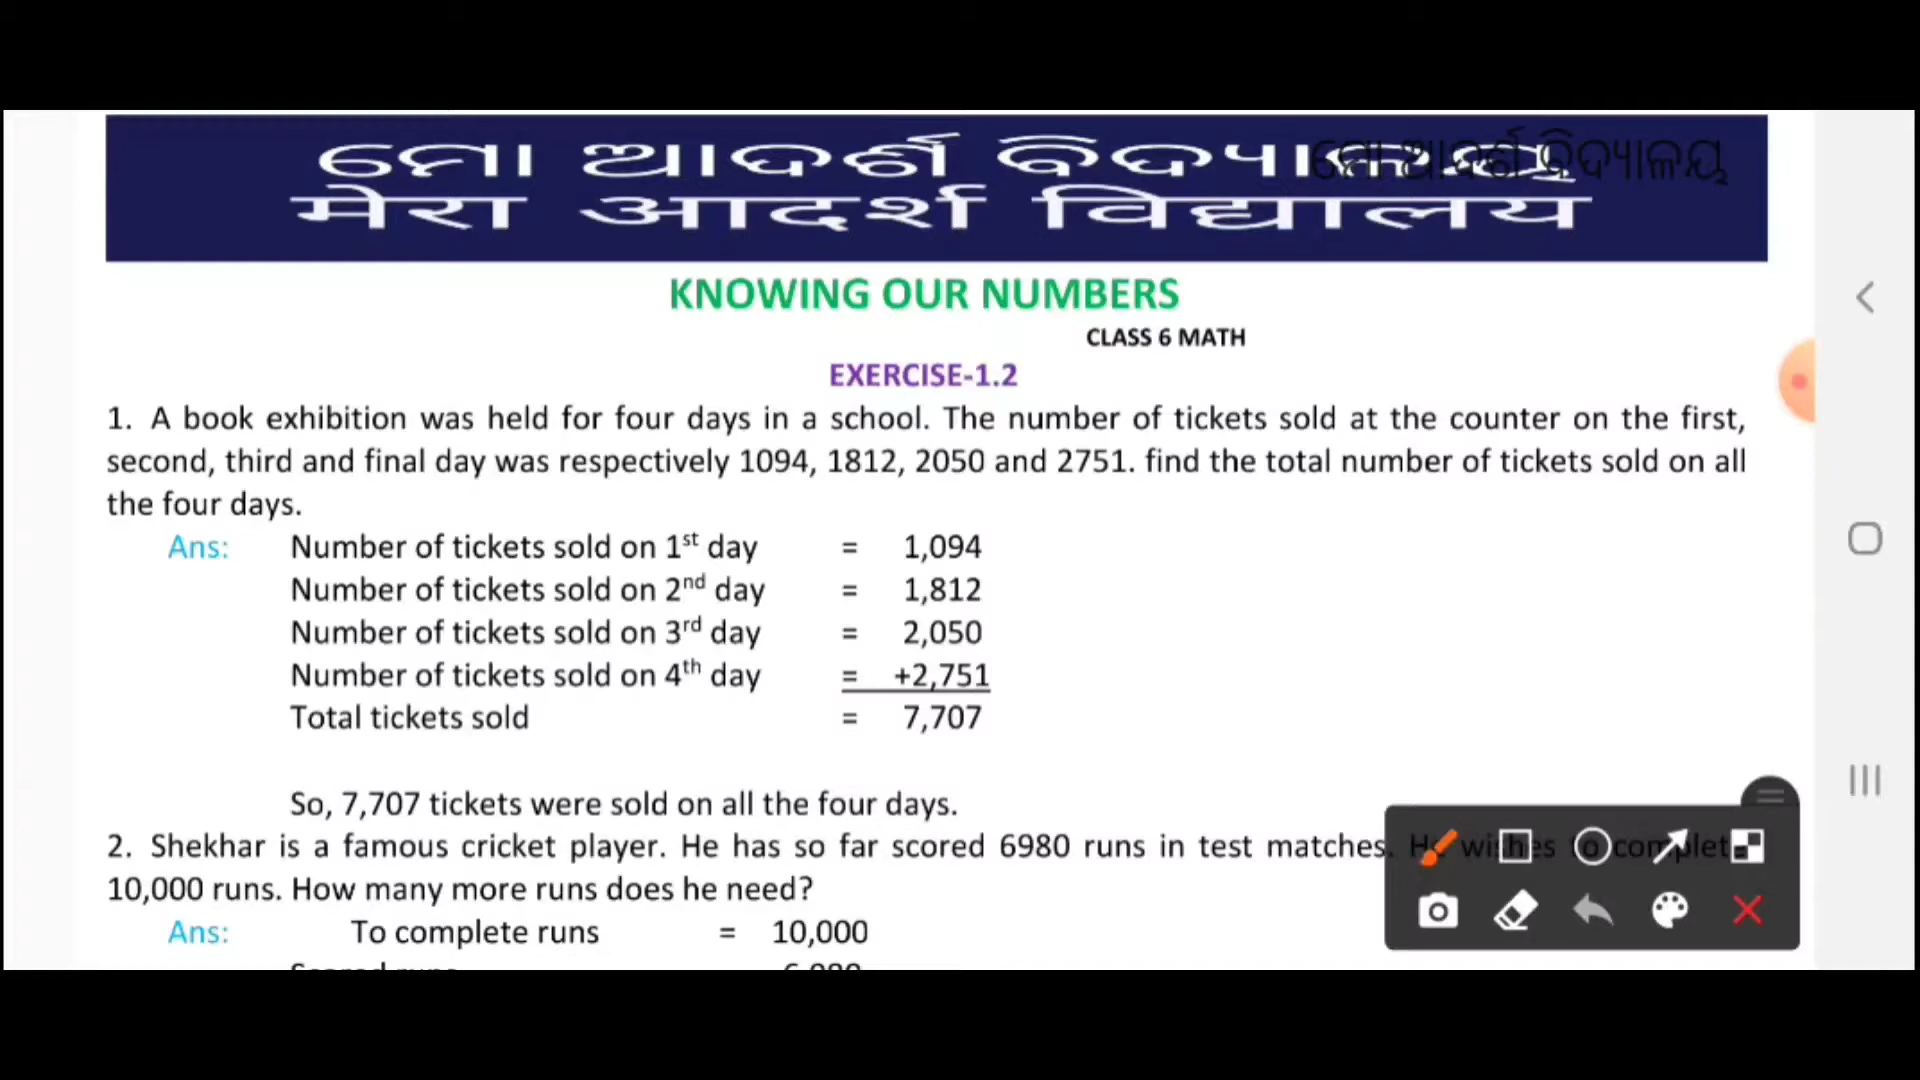 ମୋ ଆଦର୍ଶ ବିଦ୍ୟାଳୟ
ମୋ ଆଦର୍ଶ ବିଦ୍ୟାଳୟ
मेरा आदर्श विद्यालय
KNOWING OUR NUMBERS
CLASS 6 MATH
EXERCISE-1.2
1. A book exhibition was held for four days in a school. The number of tickets sold at the counter on the first,
second, third and final day was respectively 1094, 1812, 2050 and 2751. find the total number of tickets sold on all
the four days.
Ans: Number of tickets sold on 1st day = 1,094
Number of tickets sold on 2nd day = 1,812
Number of tickets sold on 3rd day = 2,050
Number of tickets sold on 4th day = +2,751
Total tickets sold = 7,707
So, 7,707 tickets were sold on all the four days.
2. Shekhar is a famous cricket player. He has so far scored 6980 runs in test matches. He wishes to complete
10,000 runs. How many more runs does he need?
Ans: To complete runs = 10,000